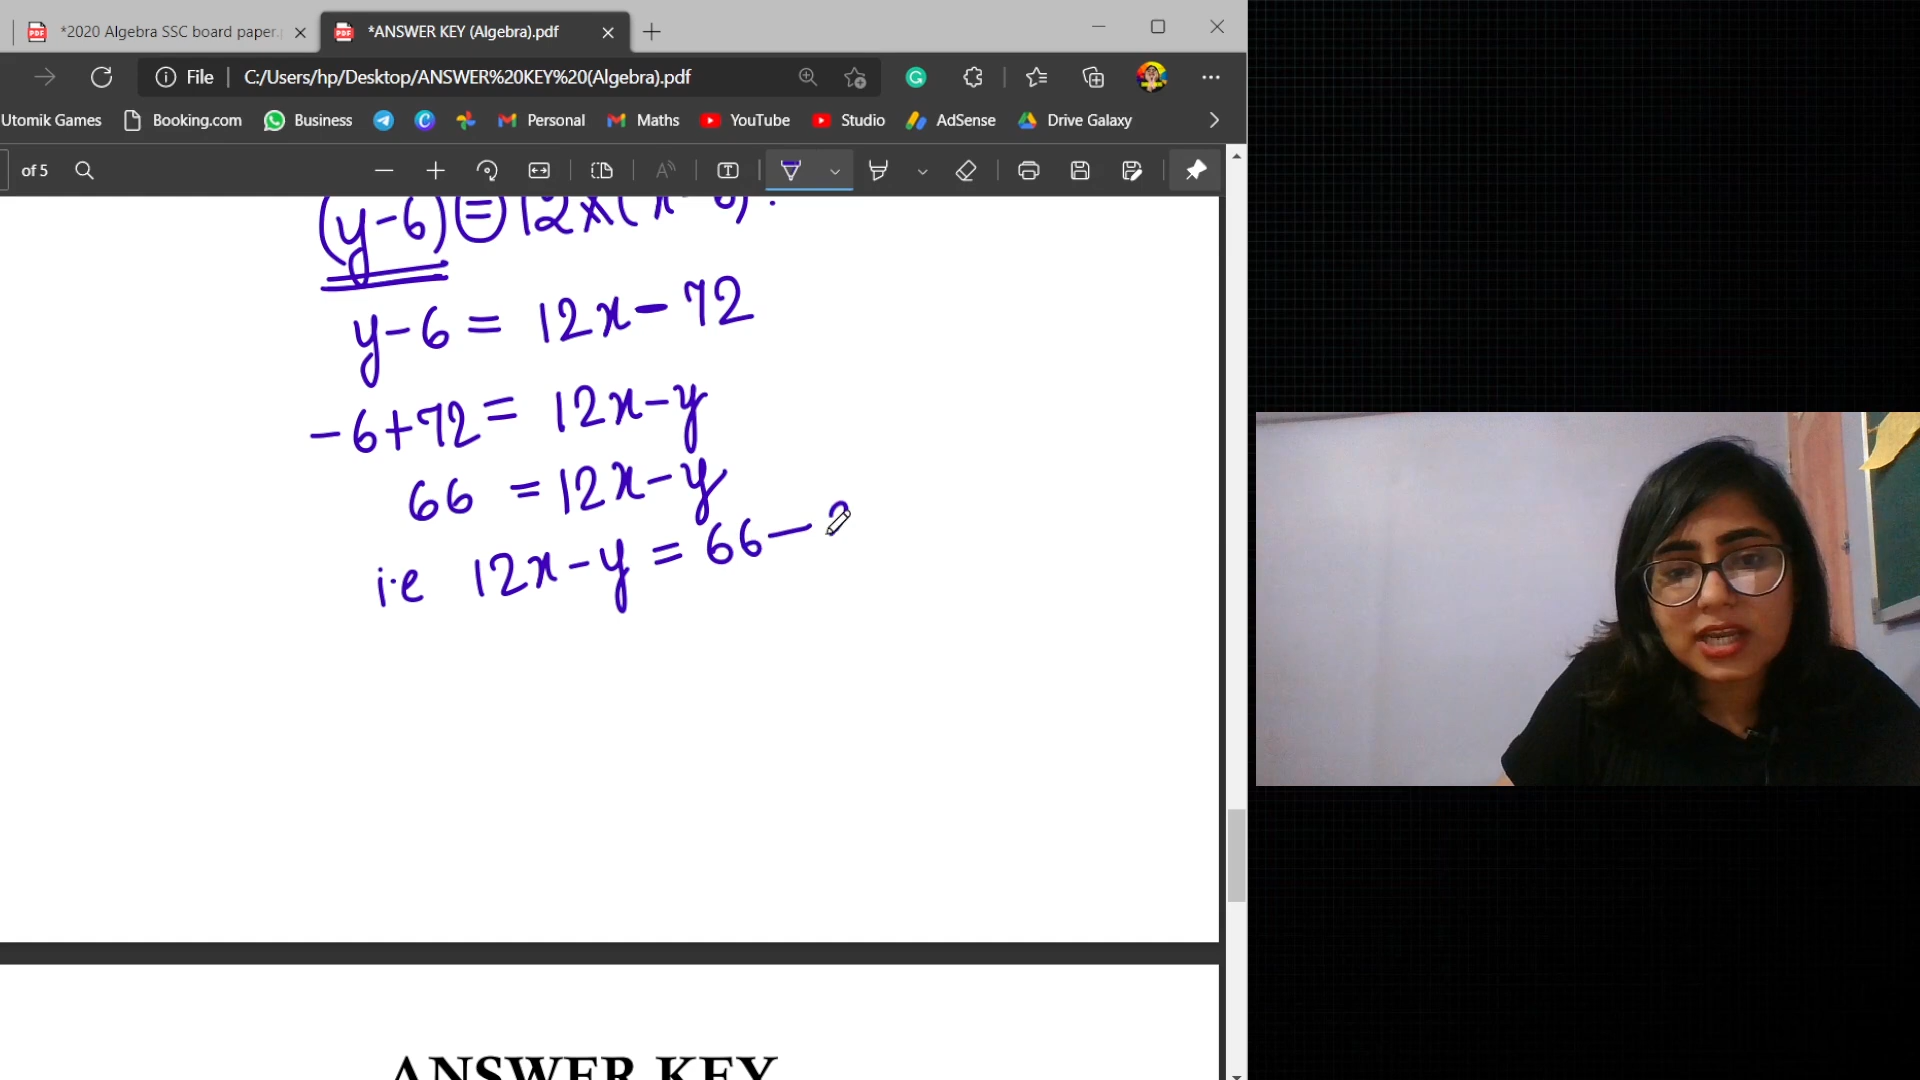 *2020 Algebra SSC board paper.
*ANSWER KEY (Algebra).pdf
File
C:/Users/hp/Desktop/ANSWER%20KEY%20(Algebra).pdf
Utomik Games
Booking.com
Business
Personal
Maths
YouTube
Studio
AdSense
Drive Galaxy
of 5
(y-6) = 12
y-6 = 12x-72
-6+72 = 12x-y
66 = 12x-y
i.e 12x-y = 66 —
ANSWER KEY